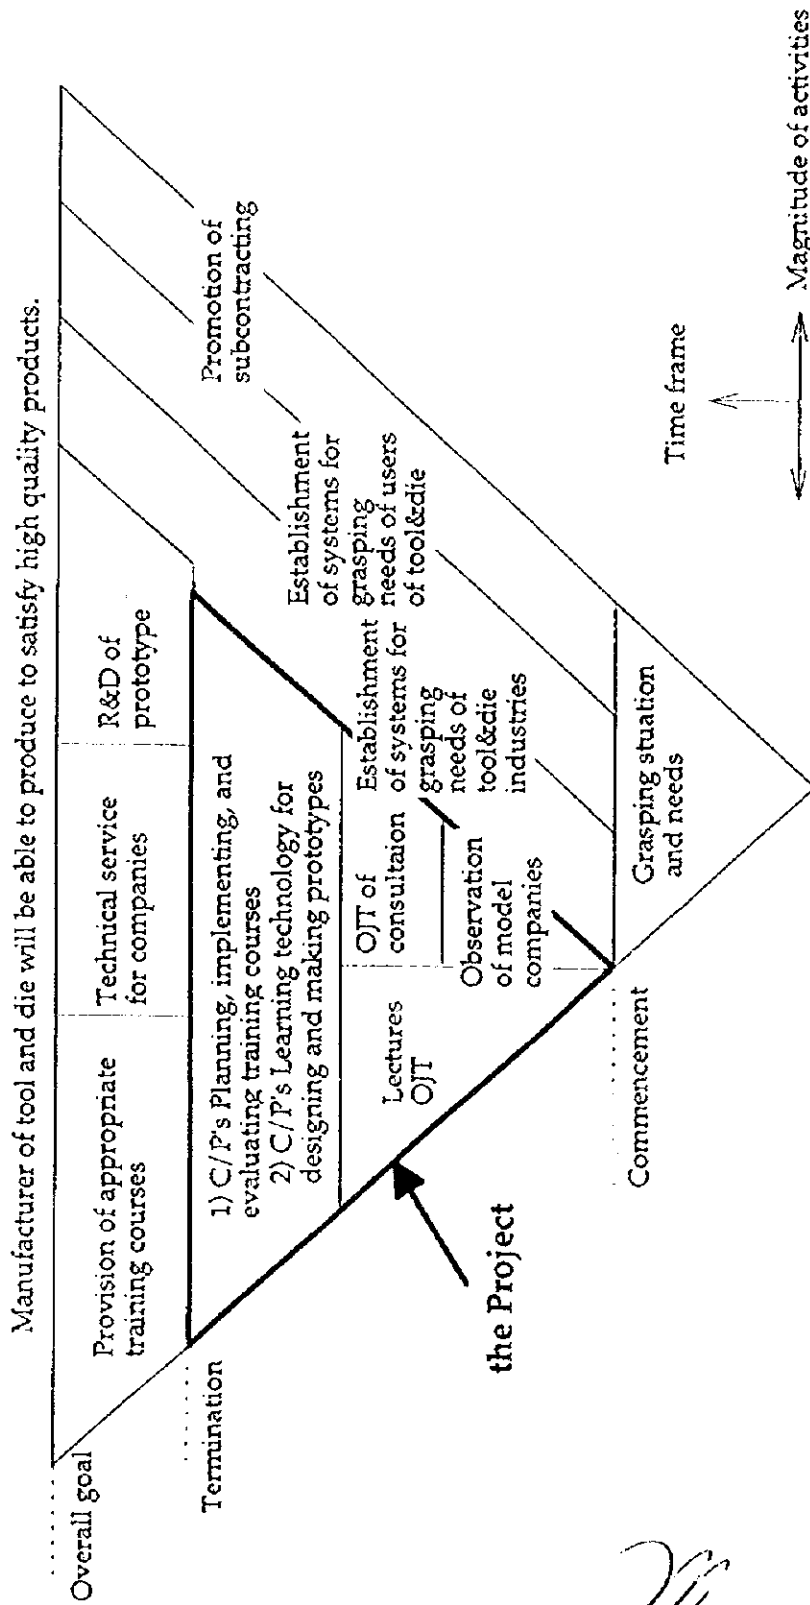 Manufacturer of tool and die will be able to produce to satisfy high quality products.
Overall goal
Provision of appropriate
training courses
Technical service
for companies
R&D of
prototype
Termination
1) C/P's Planning, implementing, and
evaluating training courses
2) C/P's Learning technology for
designing and making prototypes
Promotion of
subcontracting
Establishment
of systems for
grasping
needs of users
of tool&die
Establishment
of systems for
grasping
needs of
tool&die
industries
Lectures
OJT
OJT of
consultaion
Observation
of model
companies
the Project
Commencement
Grasping stuation
and needs
Time frame
Magnitude of activities